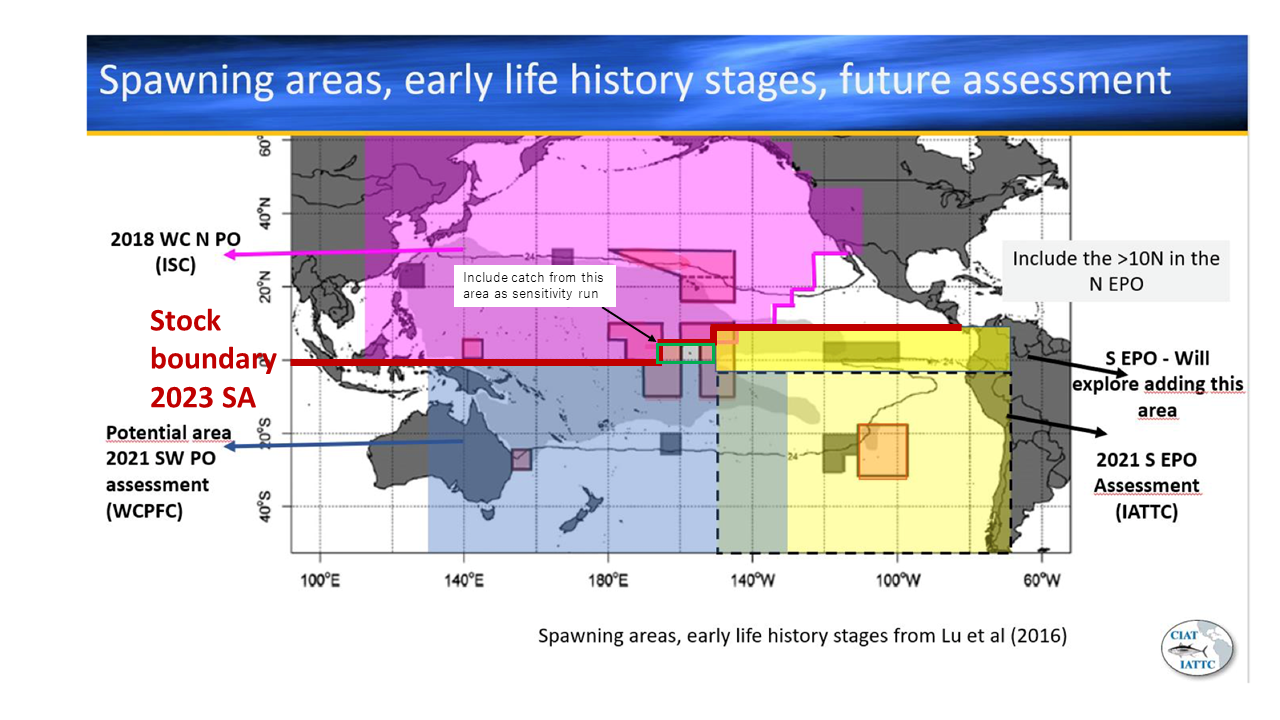 Spawning areas, early life history stages, future assessment
60°
40°N
20°N
0°
20°S
40°S
2018 WC N PO
(ISC)
Stock
boundary
2023 SA
Potential area
2021 SW PO
assessment
(WCPFC)
24
Include catch from this
area as sensitivity run
24
24
Include the >10N in the
N EPO
S EPO - Will
explore adding this
area
2021 S EPO
Assessment
(IATTC)
100°E
140°E
180°E
140°W
100°W
60°W
Spawning areas, early life history stages from Lu et al (2016)
CIAT
IATTC